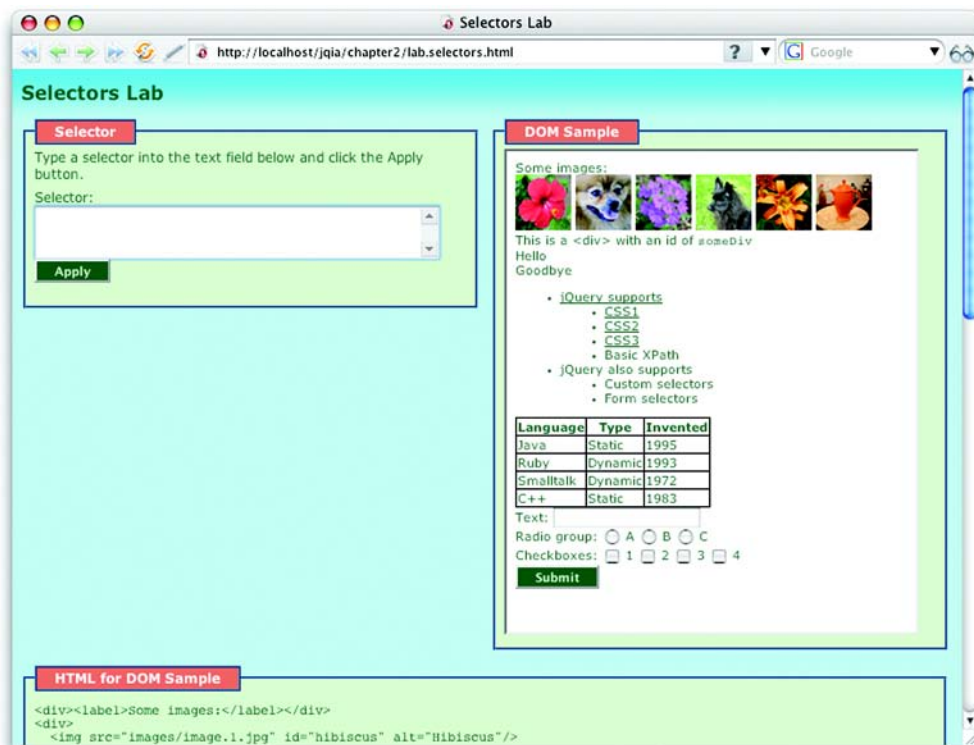 Selectors Lab
http://localhost/jqia/chapter2/lab.selectors.html
?
G Google
Selectors Lab
Selector
Type a selector into the text field below and click the Apply
button.
Selector:
Apply
DOM Sample
Some images:
This is a <div> with an id of someDiv
Hello
Goodbye
• jQuery supports
• CSS1
• CSS2
• CSS3
• Basic XPath
• jQuery also supports
• Custom selectors
• Form selectors
Language Type Invented
Java Static 1995
Ruby Dynamic 1993
Smalltalk Dynamic 1972
C++ Static 1983
Text:
Radio group: A B C
Checkboxes: 1 2 3 4
Submit
HTML for DOM Sample
<div><label>Some images:</label></div>
<div>
<img src="images/image.1.jpg" id="hibiscus" alt="Hibiscus"/>